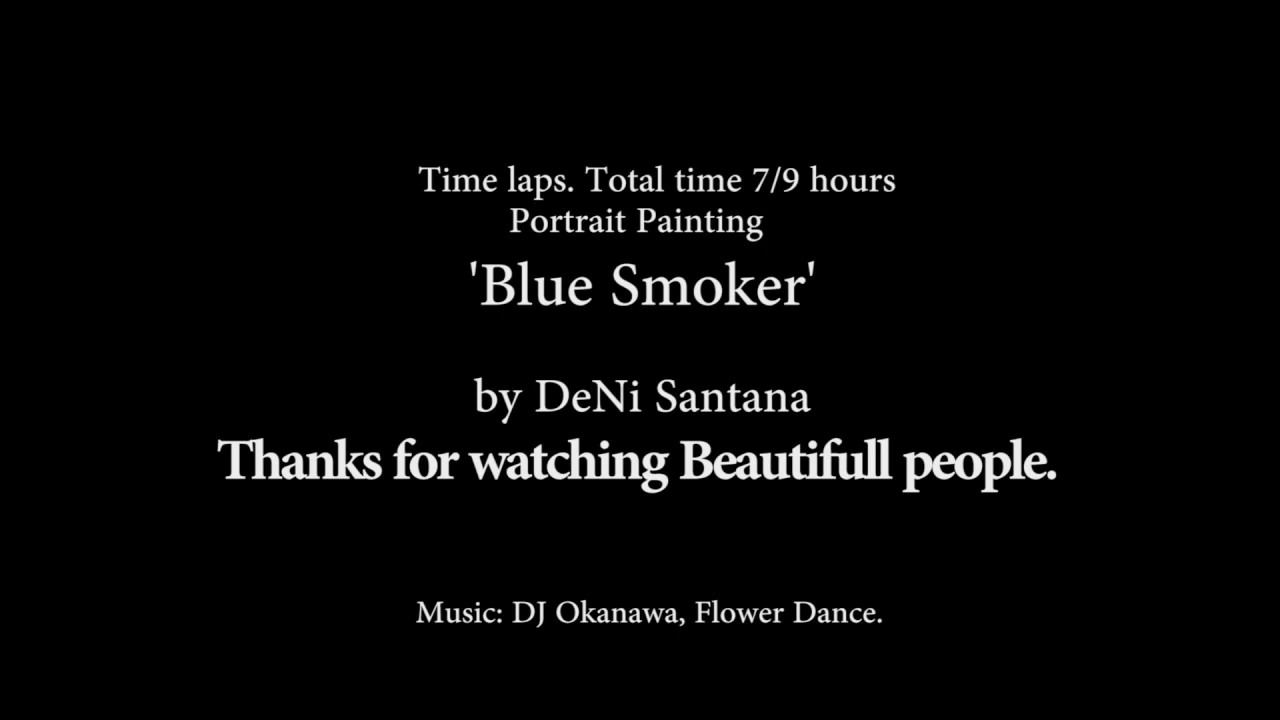 Time laps. Total time 7/9 hours
Portrait Painting
'Blue Smoker'
by DeNi Santana
Thanks for watching Beautifull people.
Music: DJ Okanawa, Flower Dance.